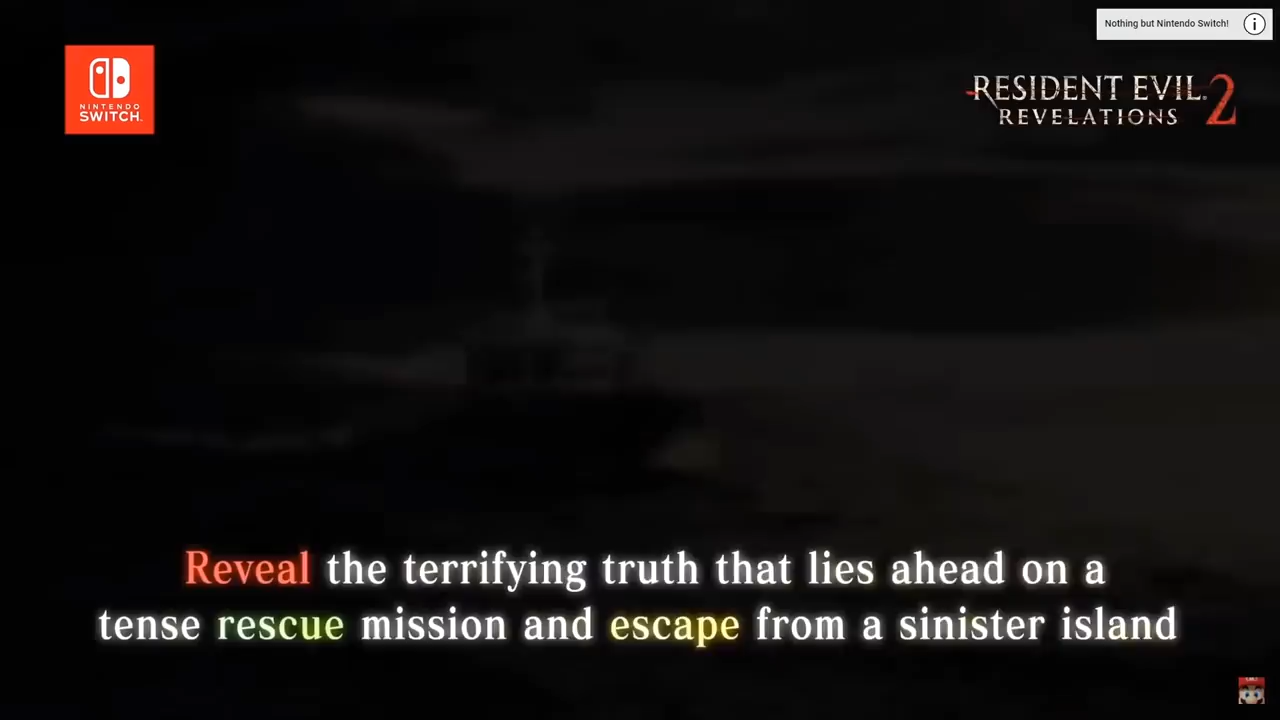 Nothing but Nintendo Switch!
NINTENDO
SWITCH.
RESIDENT EVIL. 2
REVELATIONS
Reveal the terrifying truth that lies ahead on a
tense rescue mission and escape from a sinister island